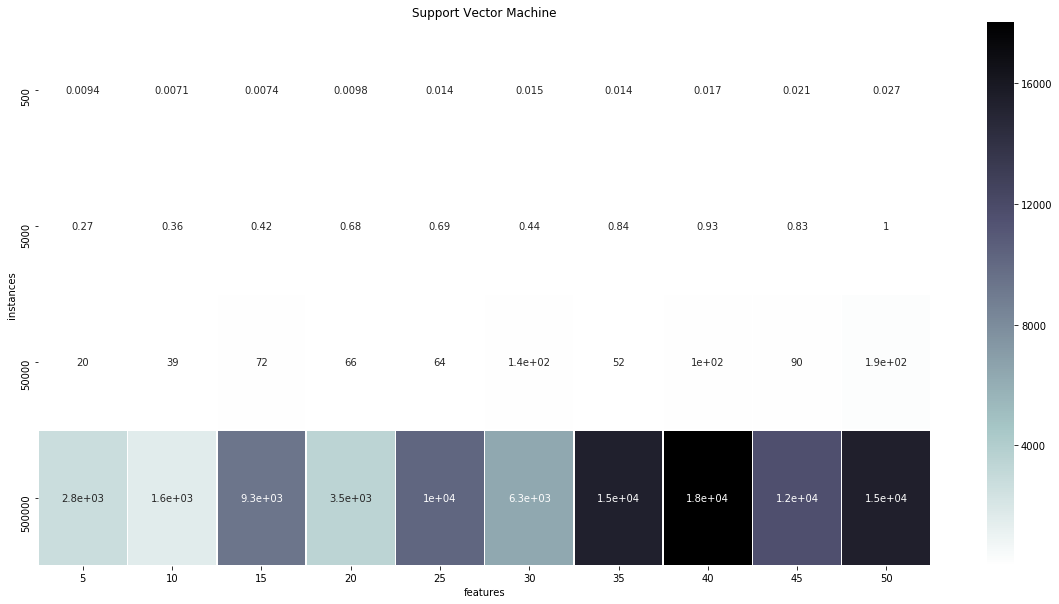 Support Vector Machine
500 0.0094 0.0071 0.0074 0.0098 0.014 0.015 0.014 0.017 0.021 0.027
5000 0.27 0.36 0.42 0.68 0.69 0.44 0.84 0.93 0.83 1
instances
50000 20 39 72 66 64 1.4e+02 52 1e+02 90 1.9e+02
500000 2.8e+03 1.6e+03 9.3e+03 3.5e+03 1e+04 6.3e+03 1.5e+04 1.8e+04 1.2e+04 1.5e+04
5 10 15 20 25 30 35 40 45 50
features
16000
12000
8000
4000